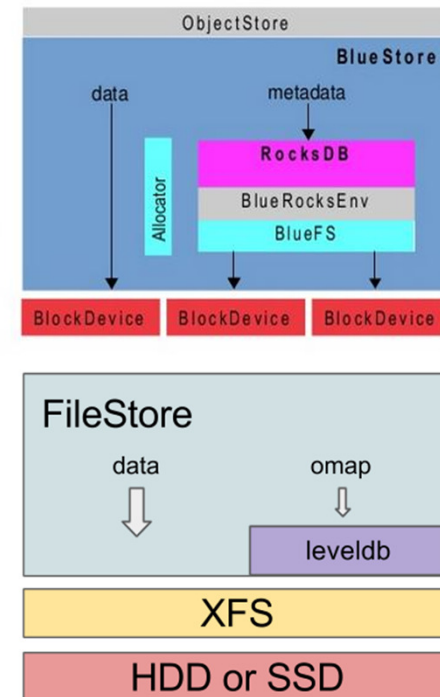 ObjectStore
BlueStore
data
metadata
Allocator
RocksDB
BlueRocksEnv
BlueFS
BlockDevice
BlockDevice
BlockDevice
FileStore
data
omap
leveldb
XFS
HDD or SSD